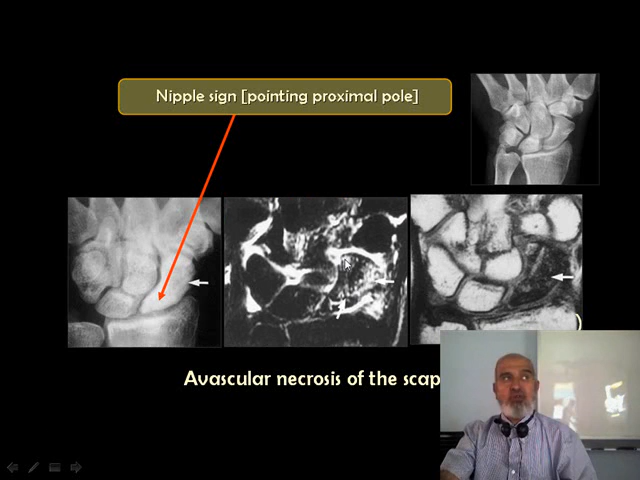 Nipple sign [pointing proximal pole]
Avascular necrosis of the scap